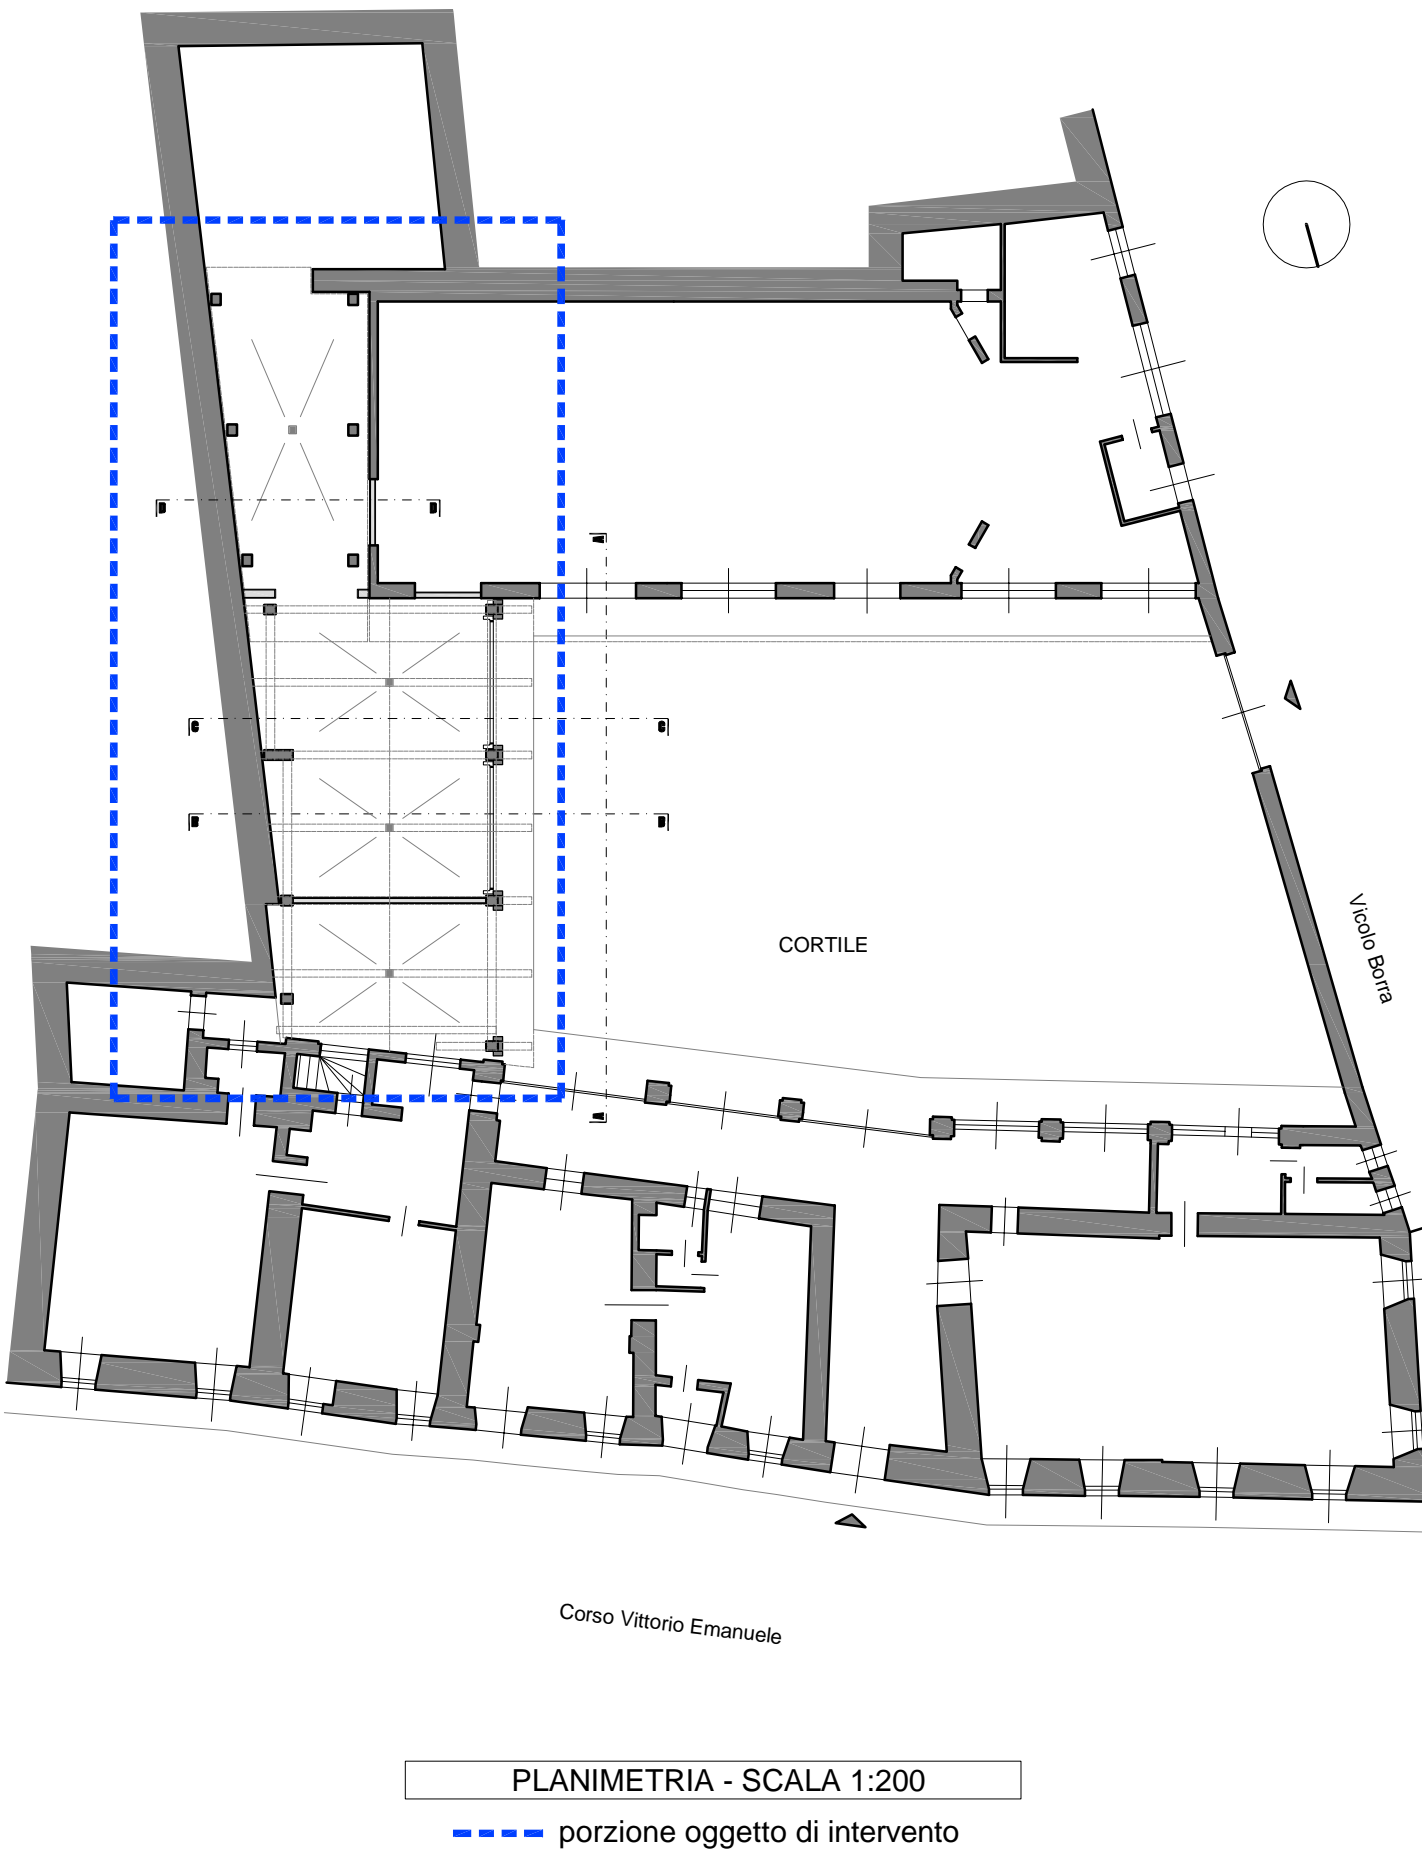 D
D
A
C
C
B
B
CORTILE
Vicolo Borra
A
Corso Vittorio Emanuele
PLANIMETRIA - SCALA 1:200
porzione oggetto di intervento